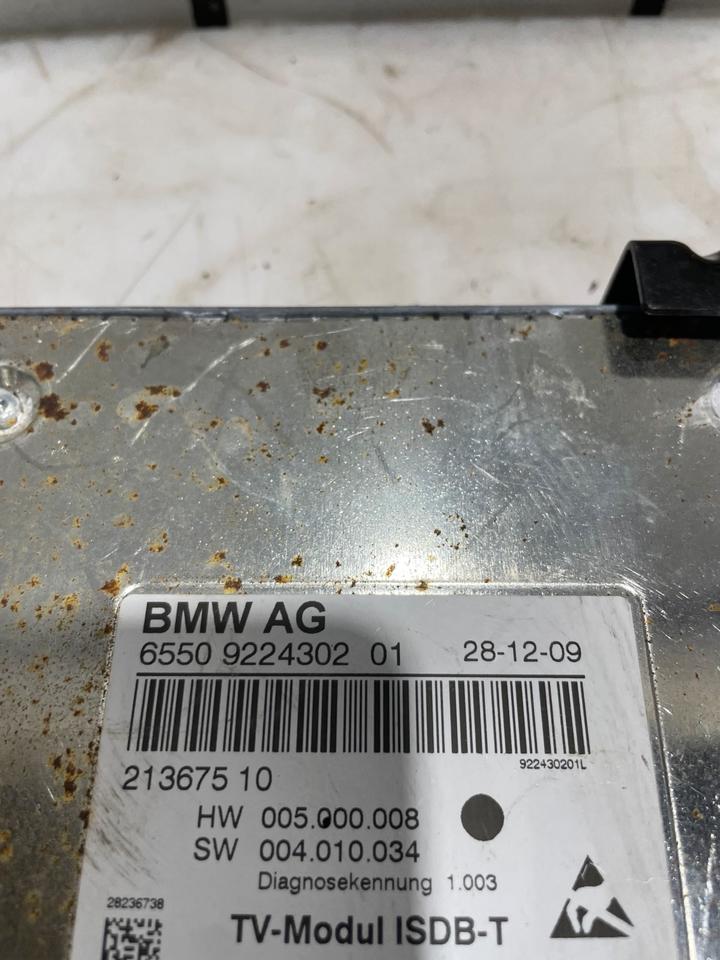 BMW AG
6550 9224302 01 28-12-09
922430201L
213675 10
HW 005.000.008
SW 004.010.034
Diagnosekennung 1.003
28236738
TV-Modul ISDB-T